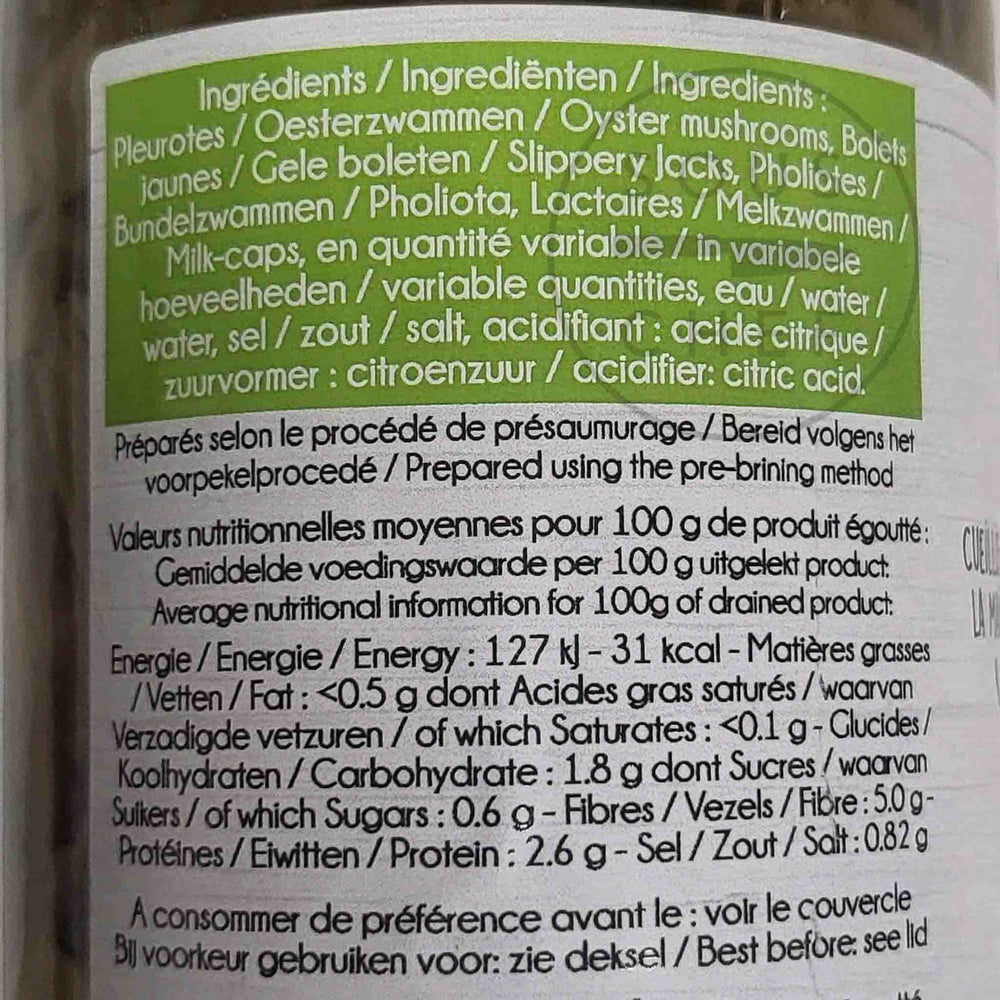 Ingrédients / Ingrediënten / Ingredients :
Pleurotes / Oesterzwammen / Oyster mushrooms, Bolets
jaunes / Gele boleten / Slippery Jacks, Pholiotes /
Bundelzwammen / Pholiota, Lactaires / Melkzwammen /
Milk-caps, en quantité variable / in variabele
hoeveelheden / variable quantities, eau / water /
water, sel / zout / salt, acidifiant : acide citrique /
zuurvormer : citroenzuur / acidifier: citric acid.
Préparés selon le procédé de présaumurage / Bereid volgens het
voorpekelprocedé / Prepared using the pre-brining method
Valeurs nutritionnelles moyennes pour 100 g de produit égoutté :
Gemiddelde voedingswaarde per 100 g uitgelekt product:
Average nutritional information for 100g of drained product:
Energie / Energie / Energy : 127 kJ – 31 kcal - Matières grasses
/ Vetten / Fat : <0.5 g dont Acides gras saturés / waarvan
Verzadigde vetzuren / of which Saturates : <0.1 g - Glucides /
Koolhydraten / Carbohydrate : 1.8 g dont Sucres / waarvan
Suikers / of which Sugars : 0.6 g – Fibres / Vezels / Fibre : 5.0 g-
Protéines / Eiwitten / Protein : 2.6 g – Sel / Zout / Salt : 0.82 g
A consommer de préférence avant le : voir le couvercle
Bij voorkeur gebruiken voor: zie deksel / Best before: see lid